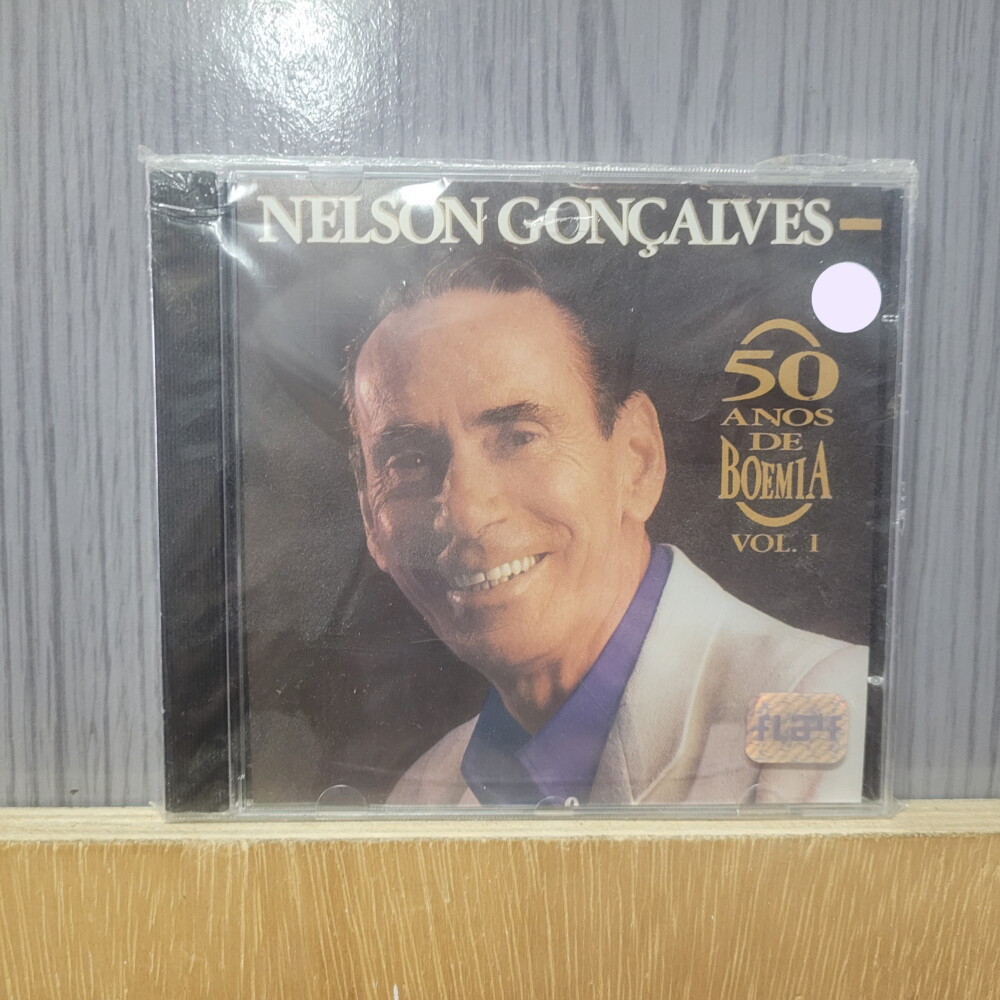 NELSON GONÇALVES
50
ANOS
DE
BOEMIA
VOL. I